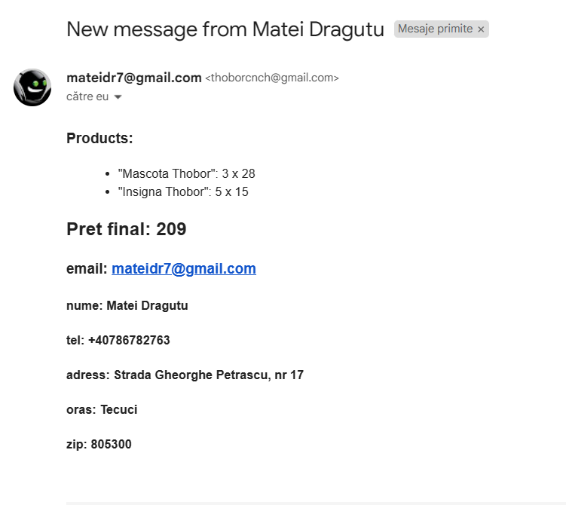 New message from Matei Dragutu Mesaje primite ×
mateidr7@gmail.com <thoborcnch@gmail.com>
către eu
Products:
• "Mascota Thobor": 3 x 28
• "Insigna Thobor": 5 x 15
Pret final: 209
email: mateidr7@gmail.com
nume: Matei Dragutu
tel: +40786782763
adress: Strada Gheorghe Petrascu, nr 17
oras: Tecuci
zip: 805300